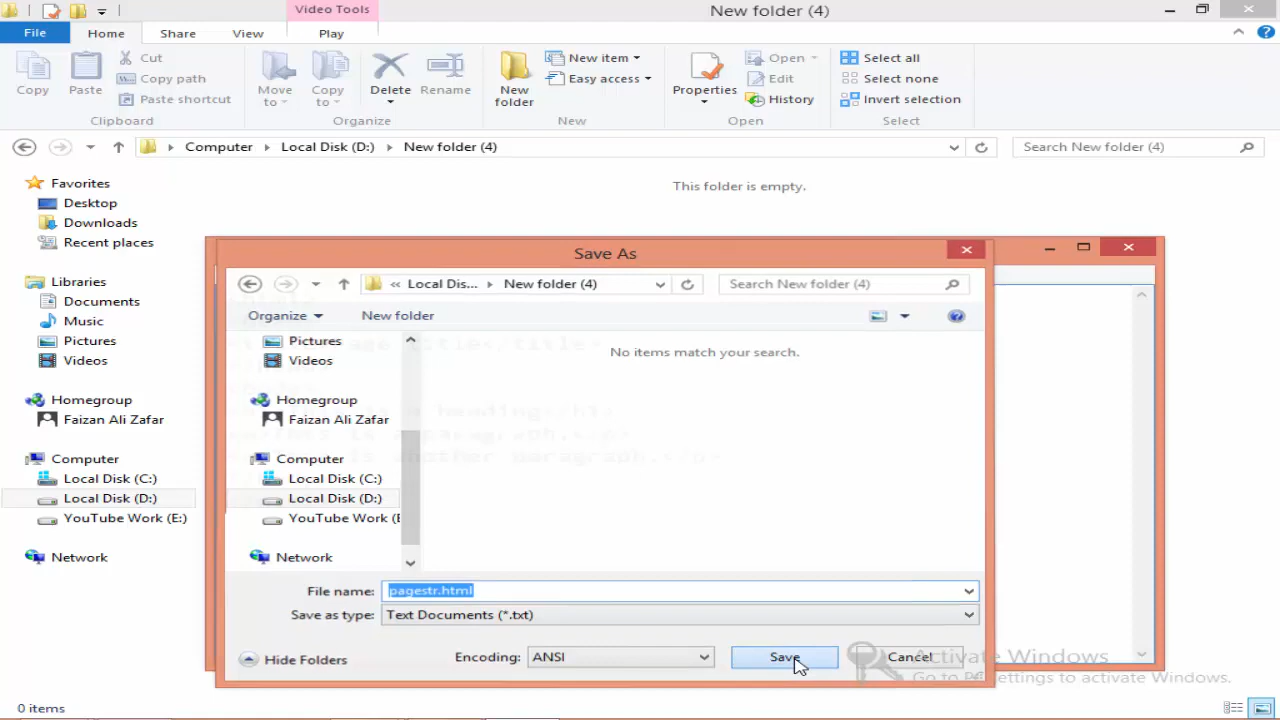 Video Tools
New folder (4)
File
Home
Share
View
Play
Copy
Paste
Cut
Copy path
Paste shortcut
Clipboard
Move to
Copy to
Delete
Rename
Organize
New folder
New item
Easy access
New
Properties
Open
Edit
History
Open
Select all
Select none
Invert selection
Select
Computer
Local Disk (D:)
New folder (4)
Search New folder (4)
Favorites
Desktop
Downloads
Recent places
Libraries
Documents
Music
Pictures
Videos
Homegroup
Faizan Ali Zafar
Computer
Local Disk (C:)
Local Disk (D:)
YouTube Work (E:)
Network
This folder is empty.
Save As
« Local Dis...
New folder (4)
Search New folder (4)
Organize
New folder
Pictures
Videos
Homegroup
Faizan Ali Zafar
Computer
Local Disk (C:)
Local Disk (D:)
YouTube Work (E
Network
No items match your search.
File name: pagestr.html
Save as type: Text Documents (*.txt)
Hide Folders
Encoding: ANSI
Save
Cancel
Activate Windows
Go to PC settings to activate Windows.
0 items